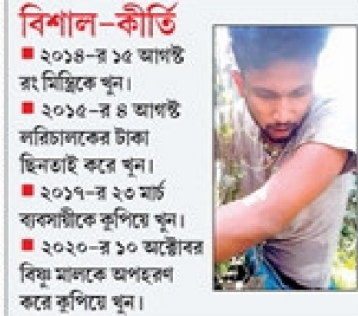 বিশাল-কীর্তি
■ ২০১৪-র ১৫ আগস্ট
রং মিস্ত্রিকে খুন।
■ ২০১৫-র ৪ আগস্ট
লরিচালকের টাকা
ছিনতাই করে খুন।
■ ২০১৭-র ২৩ মার্চ
ব্যবসায়ীকে কুপিয়ে খুন।
■ ২০২০-র ১০ অক্টোবর
বিষ্ণু মালকে অপহরণ
করে কুপিয়ে খুন।